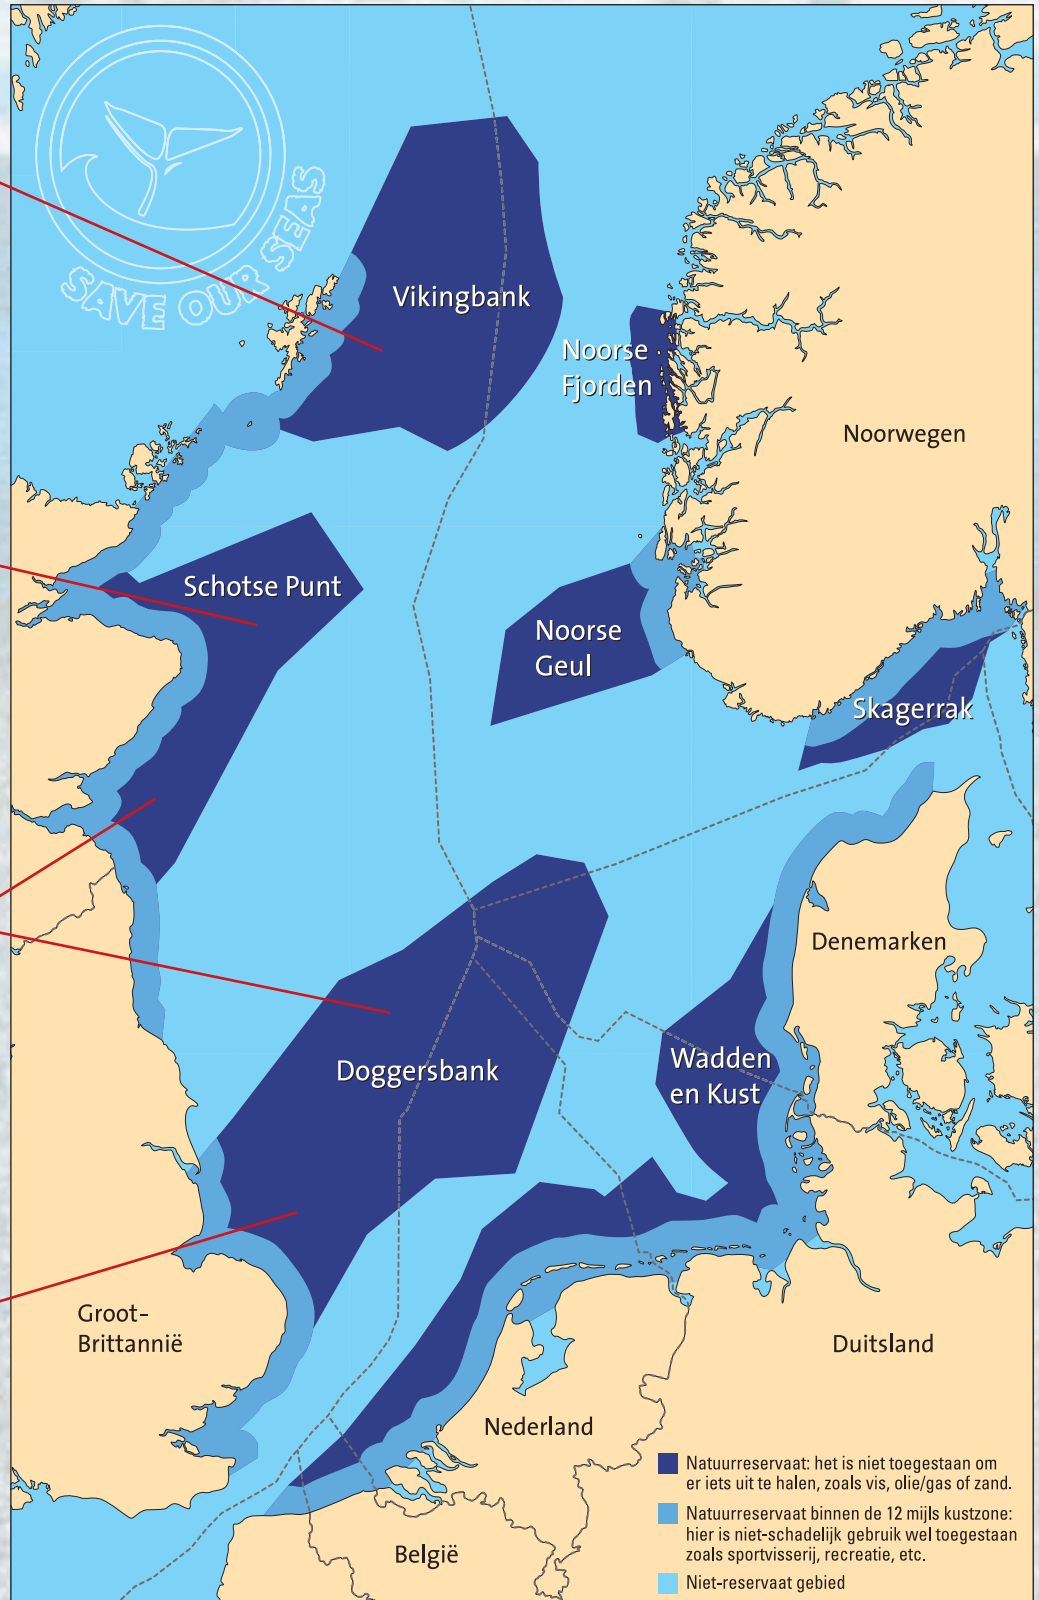 SAVE OUR SEAS
Vikingbank
Noorse
Fjorden
Noorwegen
Schotse Punt
Noorse
Geul
Skagerrak
Denemarken
Wadden
en Kust
Doggersbank
Groot-
Brittannië
Duitsland
Nederland
België
Natuurreservaat: het is niet toegestaan om
er iets uit te halen, zoals vis, olie/gas of zand.
Natuurreservaat binnen de 12 mijls kustzone:
hier is niet-schadelijk gebruik wel toegestaan
zoals sportvisserij, recreatie, etc.
Niet-reservaat gebied